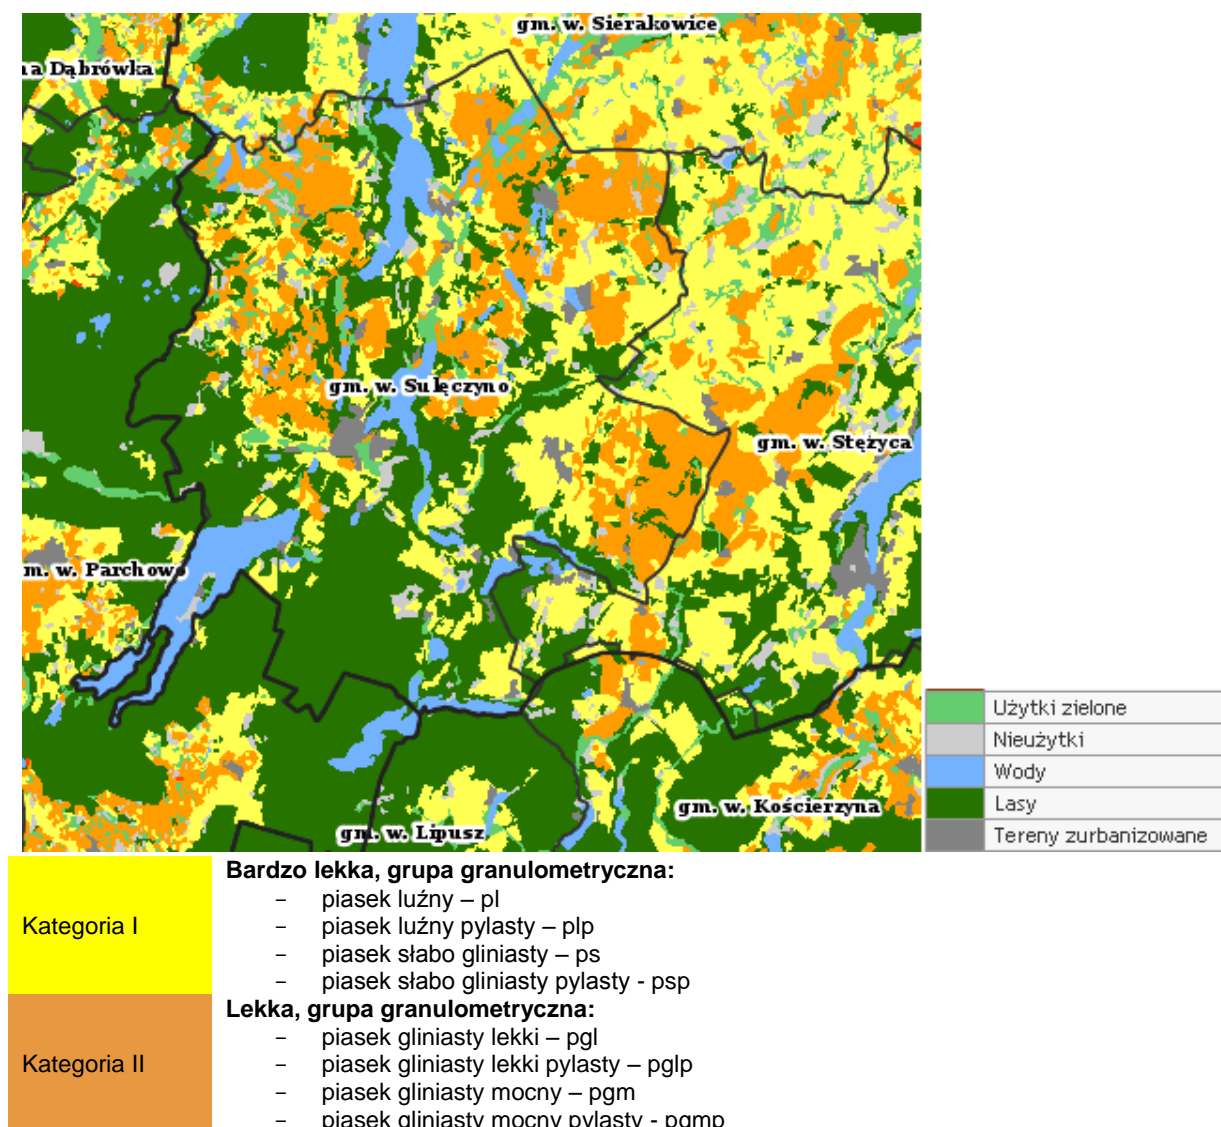 gm. w. Sierakowice
na Dąbrówka
gm. w. Sulęczyno
gm. w. Stężyca
m. w. Parchowo
gm. w. Kościerzyna
gm. w. Lipusz
Użytki zielone
Nieużytki
Wody
Lasy
Tereny zurbanizowane
Kategoria I
Bardzo lekka, grupa granulometryczna:
- piasek luźny – pl
- piasek luźny pylasty – plp
- piasek słabo gliniasty – ps
- piasek słabo gliniasty pylasty - psp
Kategoria II
Lekka, grupa granulometryczna:
- piasek gliniasty lekki – pgl
- piasek gliniasty lekki pylasty – pglp
- piasek gliniasty mocny – pgm
- piasek gliniasty mocny pylasty - pgmp